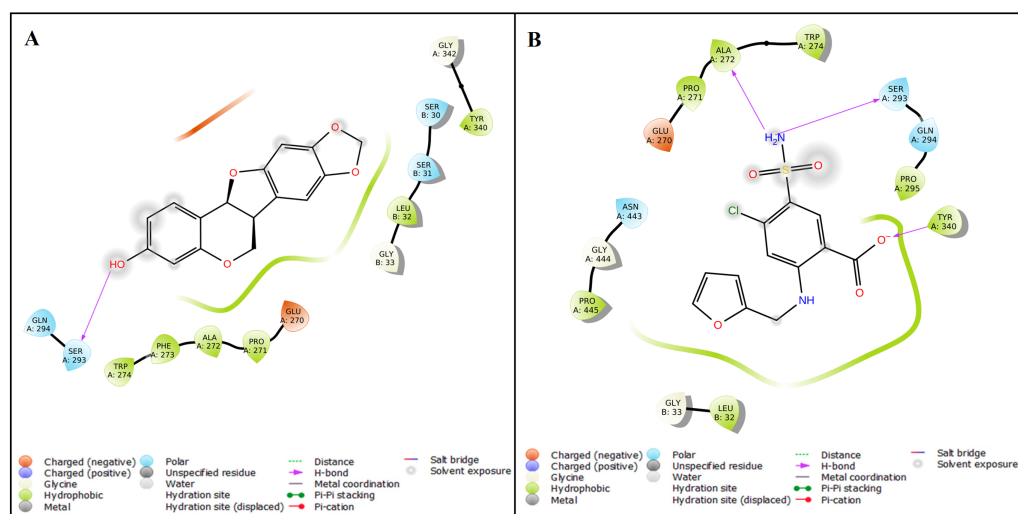 A
GLY
A: 342
TYR
A: 340
SER
B: 30
SER
B: 31
LEU
B: 32
GLY
B: 33
O
O
O
O
HO
GLN
A: 294
SER
A: 293
TRP
A: 274
PHE
A: 273
ALA
A: 272
PRO
A: 271
GLU
A: 270
Charged (negative)
Charged (positive)
Glycine
Hydrophobic
Metal
Polar
Unspecified residue
Water
Hydration site
Hydration site (displaced)
Distance
H-bond
Metal coordination
Pi-Pi stacking
Pi-cation
Salt bridge
Solvent exposure
B
TRP
A: 274
ALA
A: 272
PRO
A: 271
GLU
A: 270
SER
A: 293
GLN
A: 294
PRO
A: 295
H2N
O
S
O
Cl
ASN
A: 443
GLY
A: 444
PRO
A: 445
TYR
A: 340
O-
O
NH
O
GLY
B: 33
LEU
B: 32
Charged (negative)
Charged (positive)
Glycine
Hydrophobic
Metal
Polar
Unspecified residue
Water
Hydration site
Hydration site (displaced)
Distance
H-bond
Metal coordination
Pi-Pi stacking
Pi-cation
Salt bridge
Solvent exposure